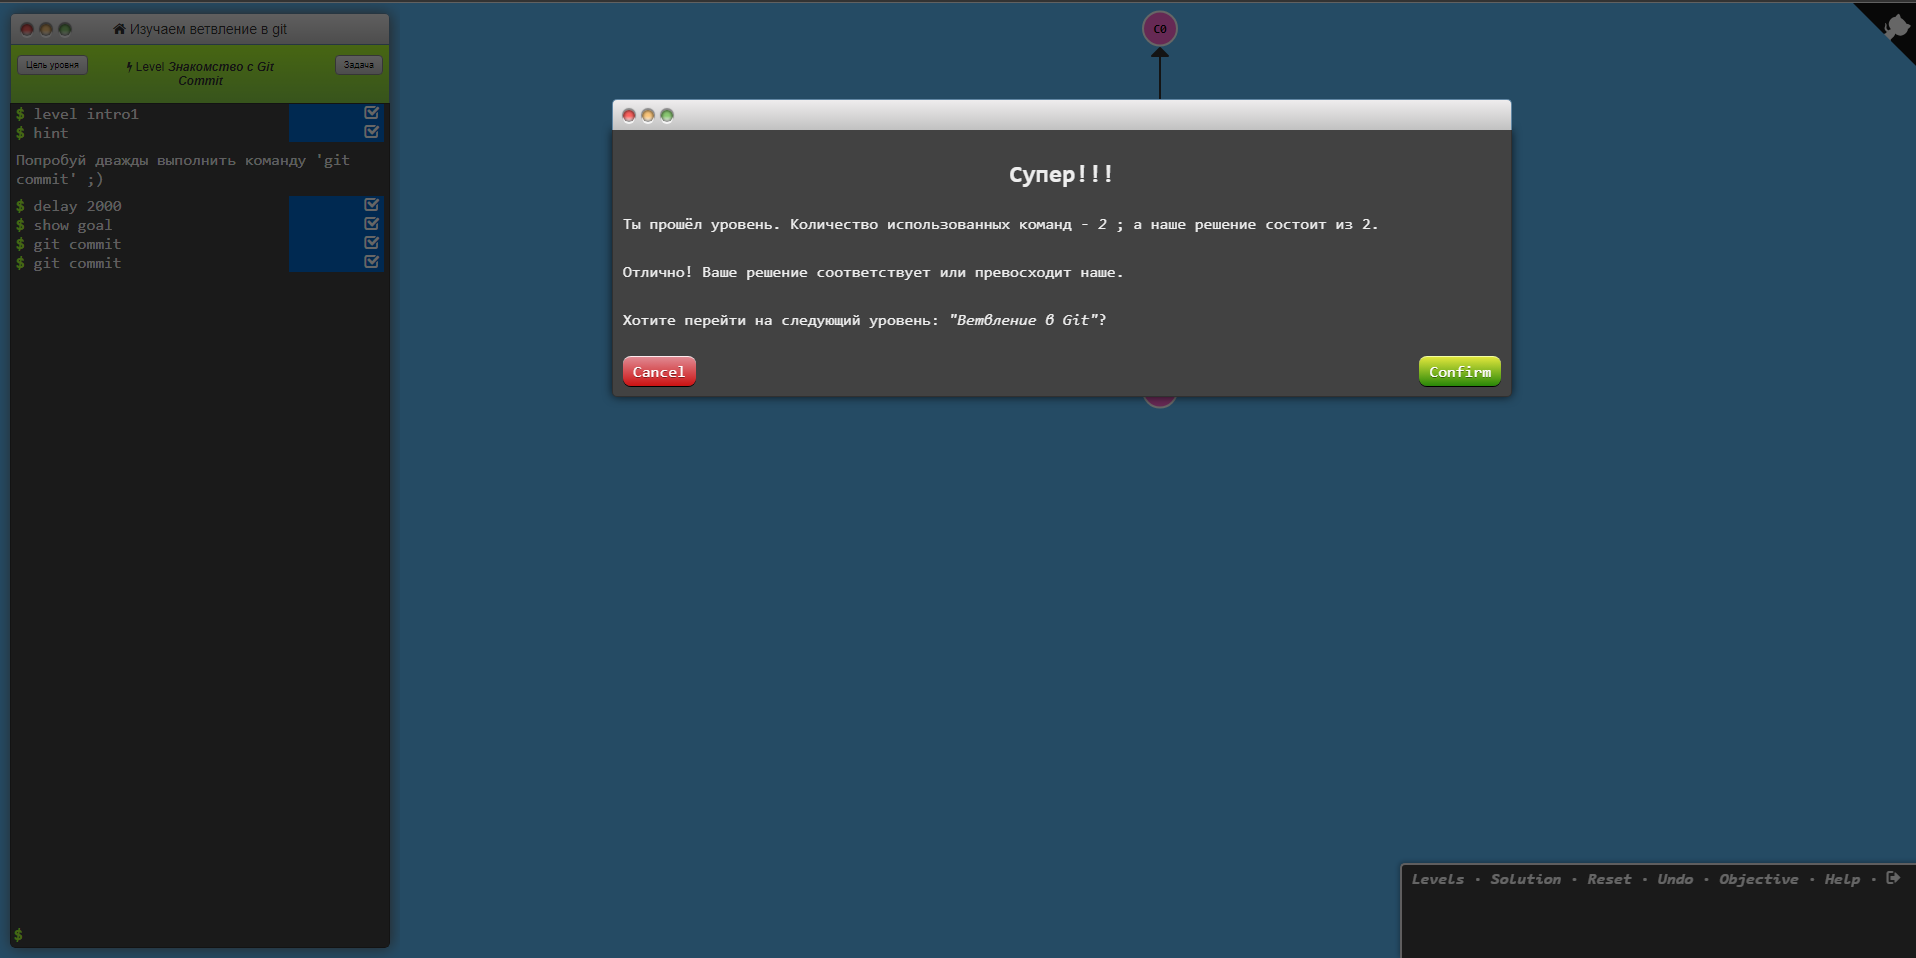 Изучаем ветвление в git
Цель уровня
Level Знакомство с Git
Commit
Задача
$ level intro1
$ hint
Попробуй дважды выполнить команду 'git
commit' ;)
$ delay 2000
$ show goal
$ git commit
$ git commit
$
C0
Супер!!!
Ты прошёл уровень. Количество использованных команд - 2 ; а наше решение состоит из 2.
Отлично! Ваше решение соответствует или превосходит наше.
Хотите перейти на следующий уровень: "Ветвление в Git"?
Cancel
Confirm
Levels · Solution · Reset · Undo · Objective · Help ·